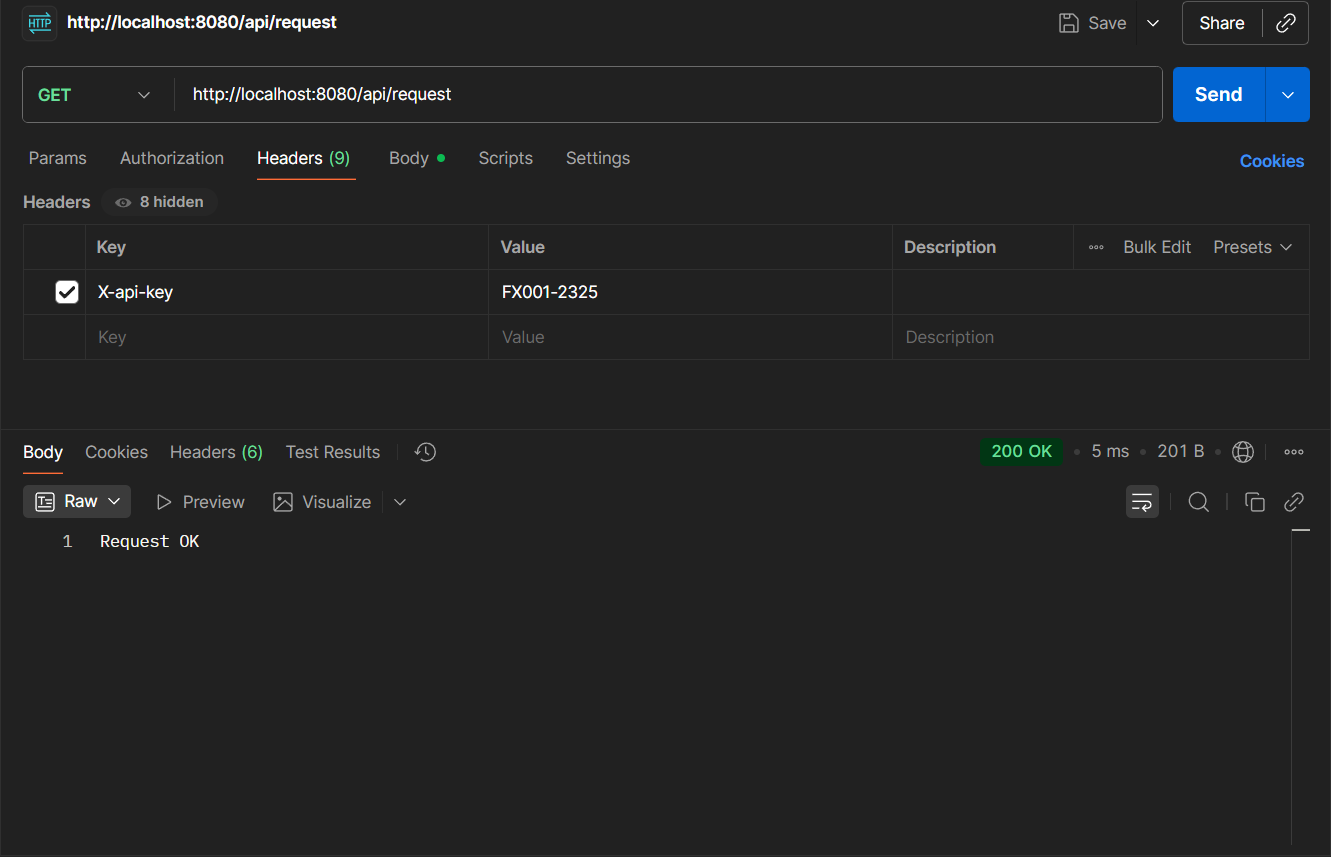 HTTP http://localhost:8080/api/request Save Share
GET http://localhost:8080/api/request Send
Params Authorization Headers (9) Body Scripts Settings Cookies
Headers 8 hidden
Key Value Description Bulk Edit Presets
X-api-key FX001-2325
Key Value Description
Body Cookies Headers (6) Test Results 200 OK 5 ms 201 B
Raw Preview Visualize
1 Request OK